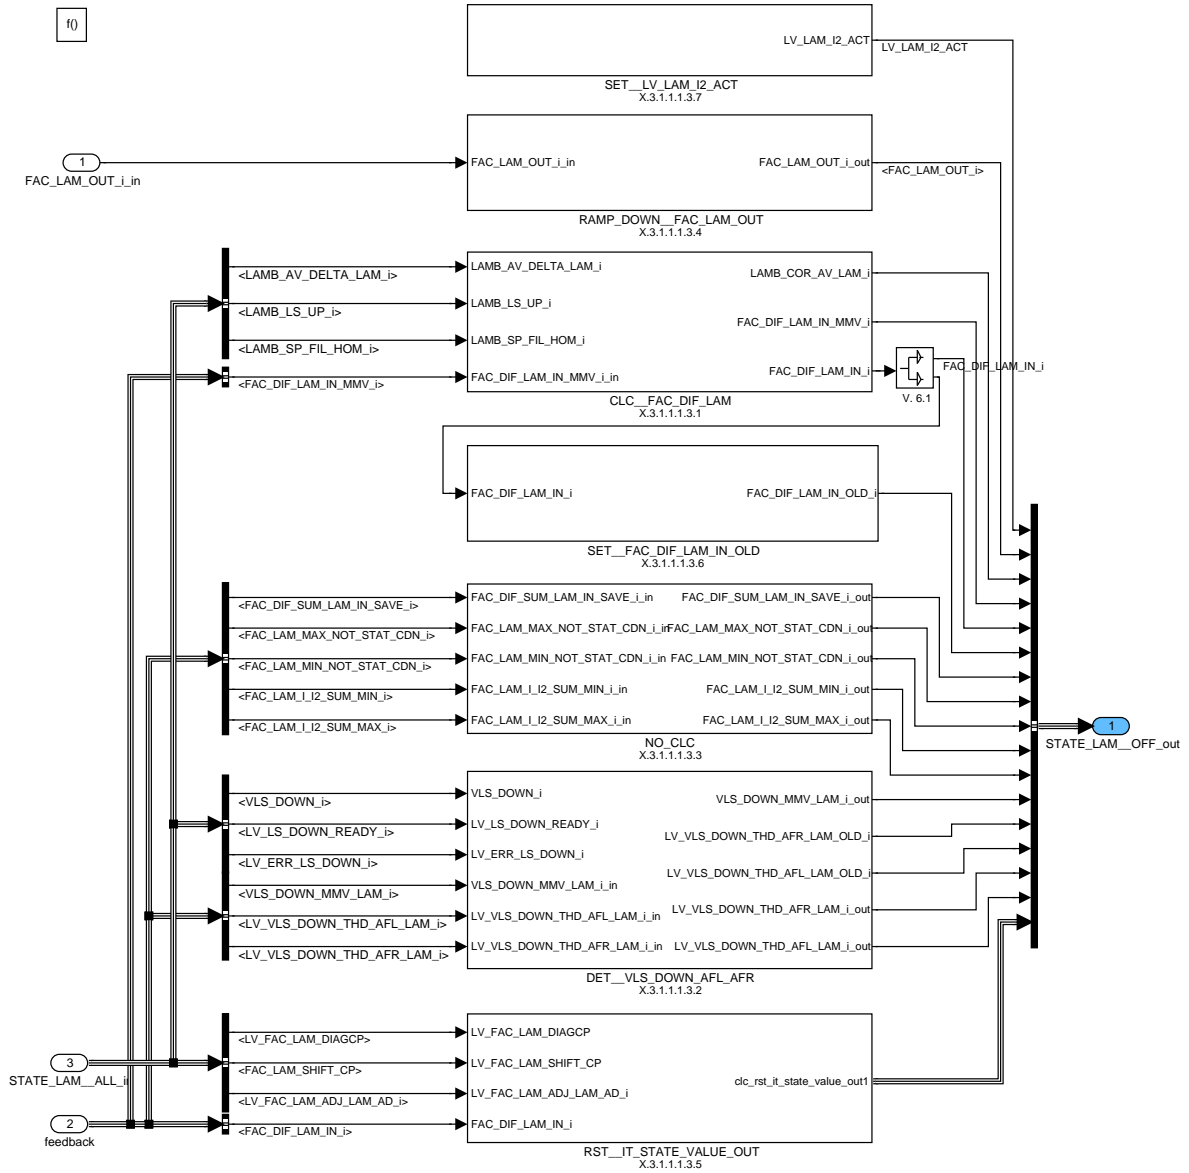 f()
LV_LAM_I2_ACT
LV_LAM_I2_ACT
SET__LV_LAM_I2_ACT
X.3.1.1.1.3.7
1
FAC_LAM_OUT_i_in
FAC_LAM_OUT_i_in
FAC_LAM_OUT_i_out
<FAC_LAM_OUT_i>
RAMP_DOWN__FAC_LAM_OUT
X.3.1.1.1.3.4
<LAMB_AV_DELTA_LAM_i>
<LAMB_LS_UP_i>
<LAMB_SP_FIL_HOM_i>
<FAC_DIF_LAM_IN_MMV_i>
LAMB_AV_DELTA_LAM_i
LAMB_LS_UP_i
LAMB_SP_FIL_HOM_i
FAC_DIF_LAM_IN_MMV_i_in
LAMB_COR_AV_LAM_i
FAC_DIF_LAM_IN_MMV_i
FAC_DIF_LAM_IN_i
FAC_DIF_LAM_IN_i
V. 6.1
CLC__FAC_DIF_LAM
X.3.1.1.1.3.1
FAC_DIF_LAM_IN_i
FAC_DIF_LAM_IN_OLD_i
SET__FAC_DIF_LAM_IN_OLD
X.3.1.1.1.3.6
<FAC_DIF_SUM_LAM_IN_SAVE_i>
<FAC_LAM_MAX_NOT_STAT_CDN_i>
<FAC_LAM_MIN_NOT_STAT_CDN_i>
<FAC_LAM_I_I2_SUM_MIN_i>
<FAC_LAM_I_I2_SUM_MAX_i>
FAC_DIF_SUM_LAM_IN_SAVE_i_in
FAC_LAM_MAX_NOT_STAT_CDN_i_in
FAC_LAM_MIN_NOT_STAT_CDN_i_in
FAC_LAM_I_I2_SUM_MIN_i_in
FAC_LAM_I_I2_SUM_MAX_i_in
FAC_DIF_SUM_LAM_IN_SAVE_i_out
FAC_LAM_MAX_NOT_STAT_CDN_i_out
FAC_LAM_MIN_NOT_STAT_CDN_i_out
FAC_LAM_I_I2_SUM_MIN_i_out
FAC_LAM_I_I2_SUM_MAX_i_out
NO_CLC
X.3.1.1.1.3.3
1
STATE_LAM__OFF_out
<VLS_DOWN_i>
<LV_LS_DOWN_READY_i>
<LV_ERR_LS_DOWN_i>
<VLS_DOWN_MMV_LAM_i>
<LV_VLS_DOWN_THD_AFL_LAM_i>
<LV_VLS_DOWN_THD_AFR_LAM_i>
VLS_DOWN_i
LV_LS_DOWN_READY_i
LV_ERR_LS_DOWN_i
VLS_DOWN_MMV_LAM_i_in
LV_VLS_DOWN_THD_AFL_LAM_i_in
LV_VLS_DOWN_THD_AFR_LAM_i_in
VLS_DOWN_MMV_LAM_i_out
LV_VLS_DOWN_THD_AFR_LAM_OLD_i
LV_VLS_DOWN_THD_AFL_LAM_OLD_i
LV_VLS_DOWN_THD_AFR_LAM_i_out
LV_VLS_DOWN_THD_AFL_LAM_i_out
DET__VLS_DOWN_AFL_AFR
X.3.1.1.1.3.2
3
STATE_LAM__ALL_in
2
feedback
<LV_FAC_LAM_DIAGCP>
<FAC_LAM_SHIFT_CP>
<LV_FAC_LAM_ADJ_LAM_AD_i>
<FAC_DIF_LAM_IN_i>
LV_FAC_LAM_DIAGCP
LV_FAC_LAM_SHIFT_CP
LV_FAC_LAM_ADJ_LAM_AD_i
FAC_DIF_LAM_IN_i
clc_rst_it_state_value_out1
RST__IT_STATE_VALUE_OUT
X.3.1.1.1.3.5